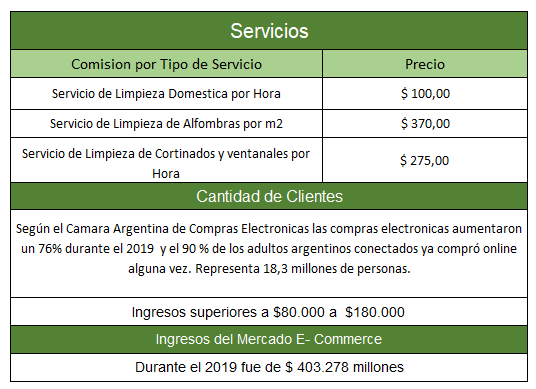 Servicios
Comision por Tipo de Servicio Precio
Servicio de Limpieza Domestica por Hora $ 100,00
Servicio de Limpieza de Alfombras por m2 $ 370,00
Servicio de Limpieza de Cortinados y ventanales por
Hora $ 275,00
Cantidad de Clientes
Según el Camara Argentina de Compras Electronicas las compras electronicas aumentaron
un 76% durante el 2019 y el 90 % de los adultos argentinos conectados ya compró online
alguna vez. Representa 18,3 millones de personas.
Ingresos superiores a $80.000 a $180.000
Ingresos del Mercado E- Commerce
Durante el 2019 fue de $ 403.278 millones